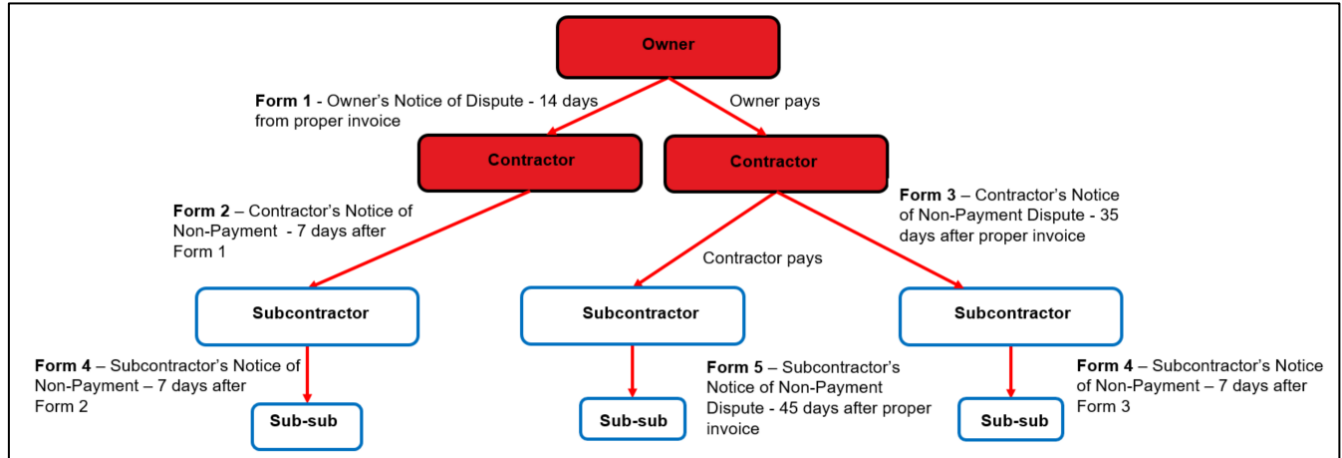 Owner
Form 1 - Owner's Notice of Dispute - 14 days
from proper invoice
Owner pays
Contractor
Contractor
Form 2 – Contractor's Notice of
Non-Payment - 7 days after
Form 1
Form 3 – Contractor's Notice
of Non-Payment Dispute - 35
days after proper invoice
Contractor pays
Subcontractor
Subcontractor
Subcontractor
Form 4 – Subcontractor's Notice of
Non-Payment – 7 days after
Form 2
Form 5 – Subcontractor's
Notice of Non-Payment
Dispute - 45 days after proper
invoice
Form 4 – Subcontractor's Notice
of Non-Payment – 7 days after
Form 3
Sub-sub
Sub-sub
Sub-sub